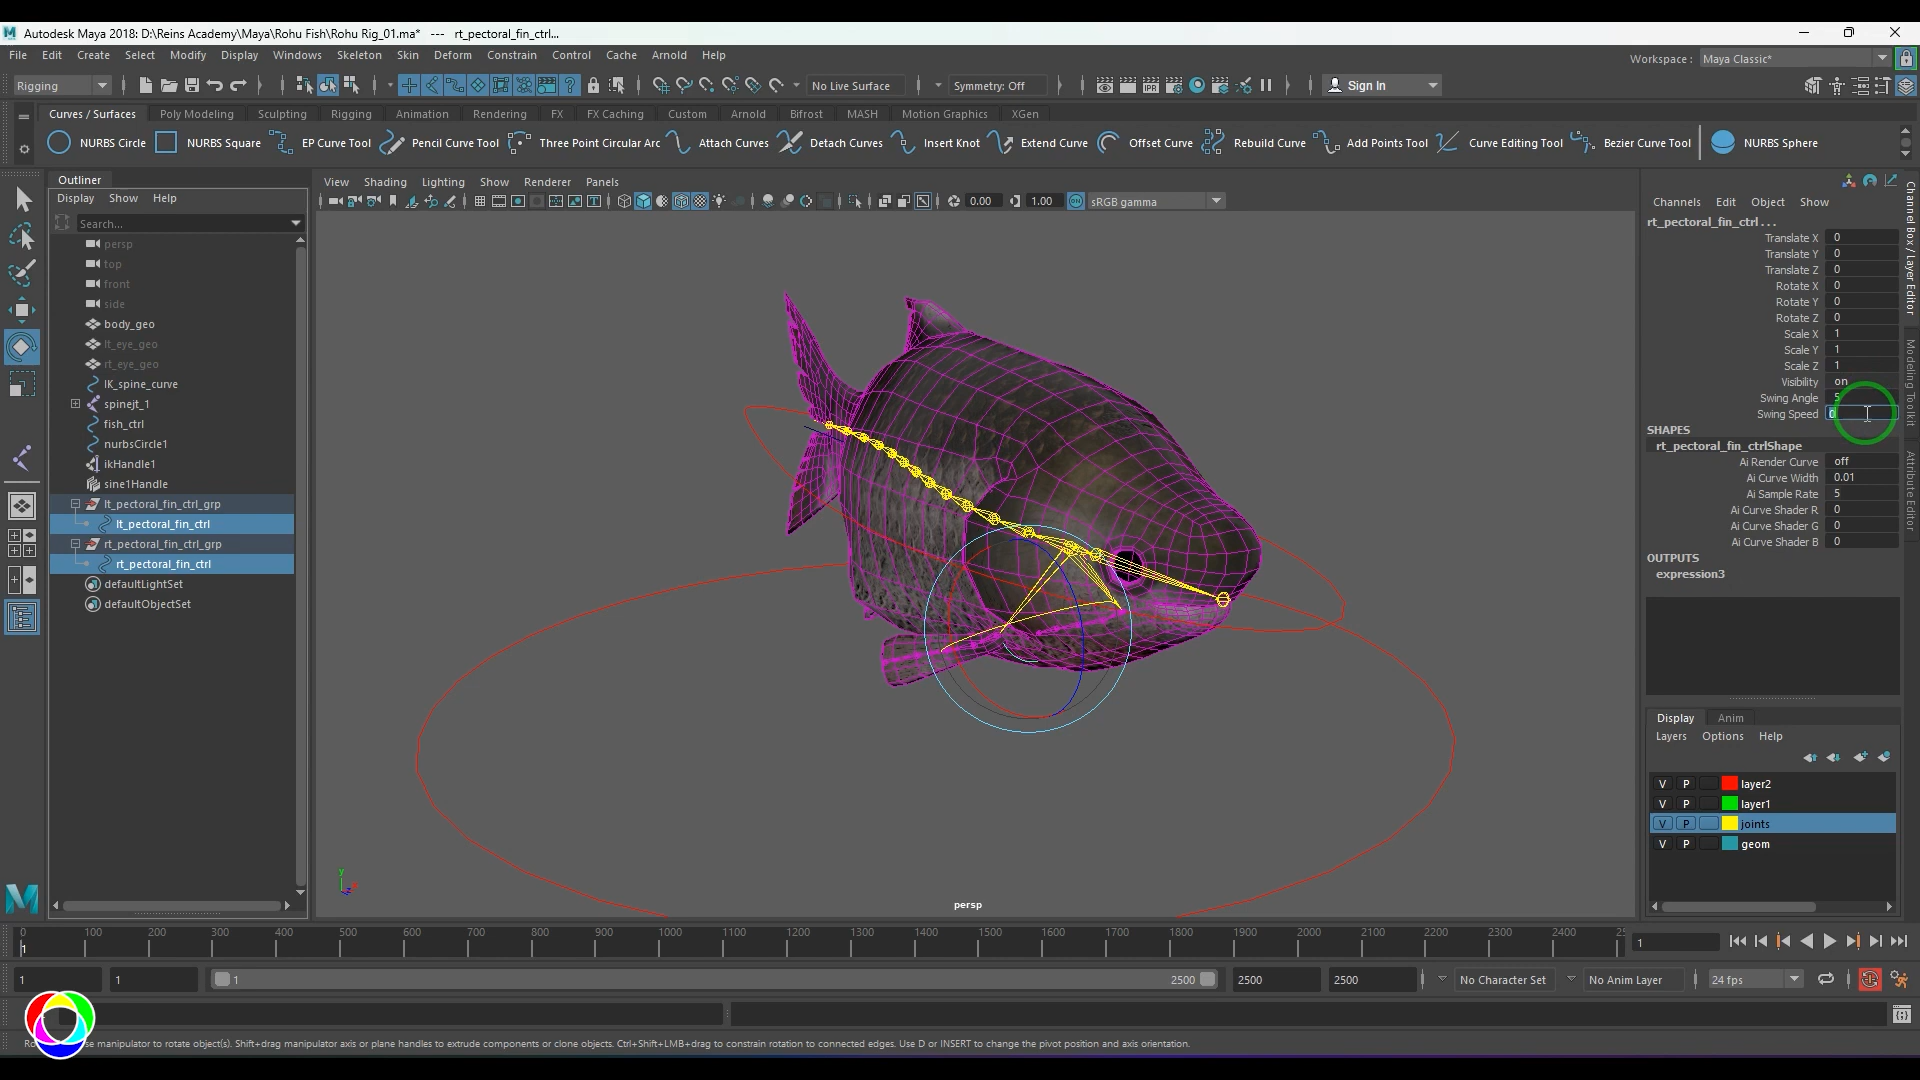 Autodesk Maya 2018: D:\Reins Academy\Maya\Rohu Fish\Rohu Rig_01.ma* --- rt_pectoral_fin_ctrl...
File Edit Create Select Modify Display Windows Skeleton Skin Deform Constrain Control Cache Arnold Help
Workspace : Maya Classic*
Rigging No Live Surface Symmetry: Off Sign In
Curves / Surfaces Poly Modeling Sculpting Rigging Animation Rendering FX FX Caching Custom Arnold Bifrost MASH Motion Graphics XGen
NURBS Circle NURBS Square EP Curve Tool Pencil Curve Tool Three Point Circular Arc Attach Curves Detach Curves Insert Knot Extend Curve Offset Curve Rebuild Curve Add Points Tool Curve Editing Tool Bezier Curve Tool NURBS Sphere
Outliner
Display Show Help
Search...
persp
top
front
side
body_geo
lt_eye_geo
rt_eye_geo
IK_spine_curve
spinejt_1
fish_ctrl
nurbsCircle1
ikHandle1
sine1Handle
lt_pectoral_fin_ctrl_grp
lt_pectoral_fin_ctrl
rt_pectoral_fin_ctrl_grp
rt_pectoral_fin_ctrl
defaultLightSet
defaultObjectSet
View Shading Lighting Show Renderer Panels
0.00 1.00 sRGB gamma
persp
Channels Edit Object Show
rt_pectoral_fin_ctrl . . .
Translate X 0
Translate Y 0
Translate Z 0
Rotate X 0
Rotate Y 0
Rotate Z 0
Scale X 1
Scale Y 1
Scale Z 1
Visibility on
Swing Angle 5
Swing Speed 0
SHAPES
rt_pectoral_fin_ctrlShape
Ai Render Curve off
Ai Curve Width 0.01
Ai Sample Rate 5
Ai Curve Shader R 0
Ai Curve Shader G 0
Ai Curve Shader B 0
OUTPUTS
expression3
Channel Box / Layer Editor
Modeling Toolkit
Attribute Editor
Display Anim
Layers Options Help
V P layer2
V P layer1
V P joints
V P geom
0 100 200 300 400 500 600 700 800 900 1000 1100 1200 1300 1400 1500 1600 1700 1800 1900 2000 2100 2200 2300 2400
1 1
1 1 1 2500 2500 2500 No Character Set No Anim Layer 24 fps
manipulator to rotate object(s). Shift+drag manipulator axis or plane handles to extrude components or clone objects. Ctrl+Shift+LMB+drag to constrain rotation to connected edges. Use D or INSERT to change the pivot position and axis orientation.